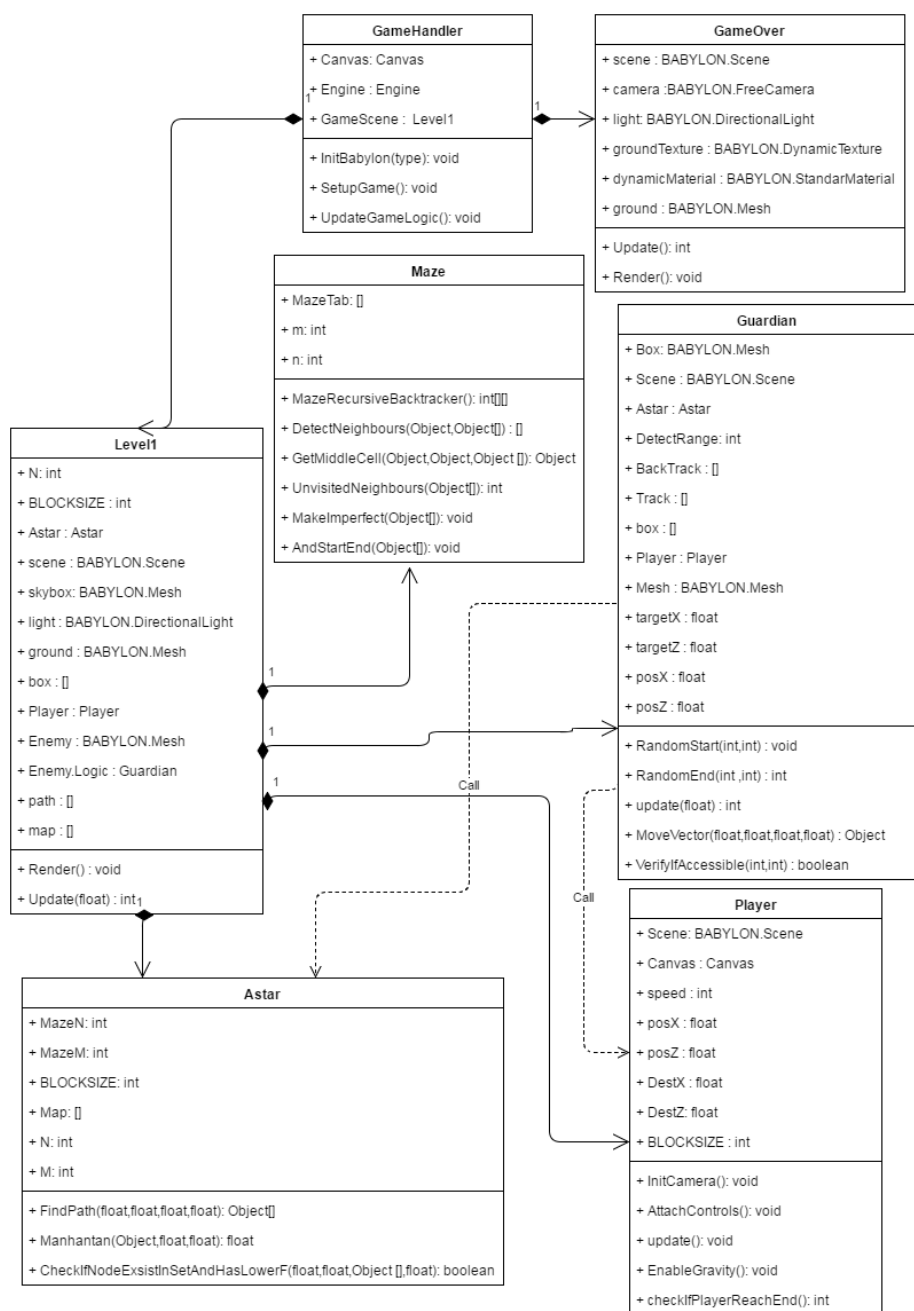 GameHandler
+ Canvas: Canvas
+ Engine : Engine
+ GameScene : Level1
+ InitBabylon(type): void
+ SetupGame(): void
+ UpdateGameLogic(): void
1
1
GameOver
+ scene : BABYLON.Scene
+ camera :BABYLON.FreeCamera
+ light: BABYLON.DirectionalLight
+ groundTexture : BABYLON.DynamicTexture
+ dynamicMaterial : BABYLON.StandarMaterial
+ ground : BABYLON.Mesh
+ Update(): int
+ Render(): void
Maze
+ MazeTab: []
+ m: int
+ n: int
+ MazeRecursiveBacktracker(): int[][]
+ DetectNeighbours(Object,Object[]) : []
+ GetMiddleCell(Object,Object,Object []): Object
+ UnvisitedNeighbours(Object[]): int
+ MakeImperfect(Object[]): void
+ AndStartEnd(Object[]): void
Guardian
+ Box: BABYLON.Mesh
+ Scene : BABYLON.Scene
+ Astar : Astar
+ DetectRange: int
+ BackTrack : []
+ Track : []
+ box : []
+ Player : Player
+ Mesh : BABYLON.Mesh
+ targetX : float
+ targetZ : float
+ posX : float
+ posZ : float
+ RandomStart(int,int) : void
+ RandomEnd(int ,int) : int
+ update(float) : int
+ MoveVector(float,float,float,float) : Object
+ VerifyIfAccessible(int,int) : boolean
Level1
+ N: int
+ BLOCKSIZE : int
+ Astar : Astar
+ scene : BABYLON.Scene
+ skybox: BABYLON.Mesh
+ light : BABYLON.DirectionalLight
+ ground : BABYLON.Mesh
+ box : []
+ Player : Player
+ Enemy : BABYLON.Mesh
+ Enemy.Logic : Guardian
+ path : []
+ map : []
+ Render() : void
+ Update(float) : int
1
1
1
1
Call
Call
Astar
+ MazeN: int
+ MazeM: int
+ BLOCKSIZE: int
+ Map: []
+ N: int
+ M: int
+ FindPath(float,float,float,float): Object[]
+ Manhantan(Object,float,float): float
+ CheckIfNodeExsistInSetAndHasLowerF(float,float,Object [],float): boolean
Player
+ Scene: BABYLON.Scene
+ Canvas : Canvas
+ speed : int
+ posX : float
+ posZ : float
+ DestX : float
+ DestZ: float
+ BLOCKSIZE : int
+ InitCamera(): void
+ AttachControls(): void
+ update(): void
+ EnableGravity(): void
+ checkIfPlayerReachEnd(): int